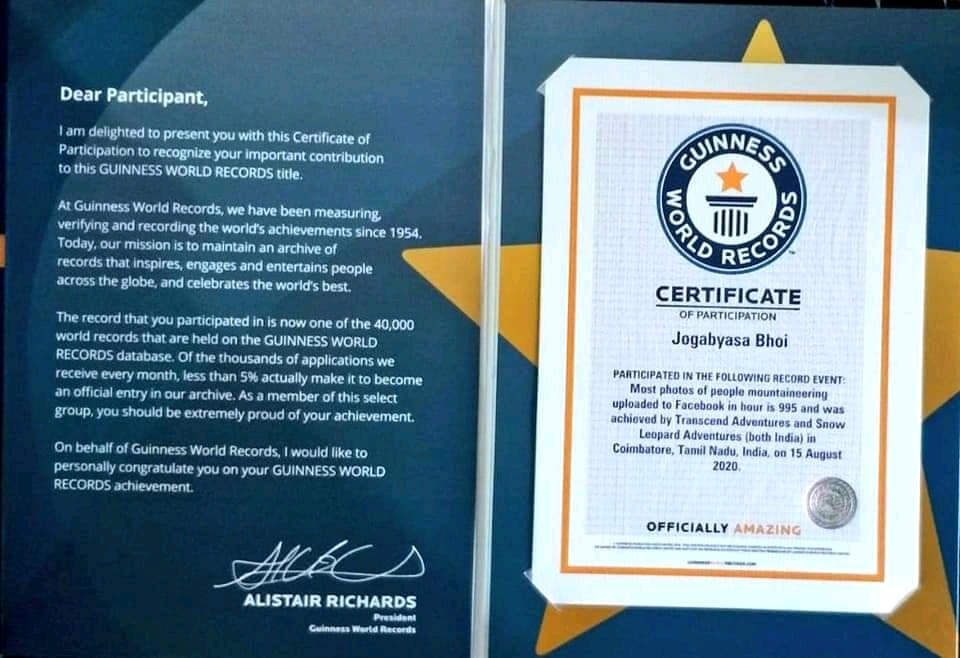 Dear Participant,
I am delighted to present you with this Certificate of
Participation to recognize your important contribution
to this GUINNESS WORLD RECORDS title.
At Guinness World Records, we have been measuring,
verifying and recording the world's achievements since 1954.
Today, our mission is to maintain an archive of
records that inspires, engages and entertains people
across the globe, and celebrates the world's best.
The record that you participated in is now one of the 40,000
world records that are held on the GUINNESS WORLD
RECORDS database. Of the thousands of applications we
receive every month, less than 5% actually make it to become
an official entry in our archive. As a member of this select
group, you should be extremely proud of your achievement.
On behalf of Guinness World Records, I would like to
personally congratulate you on your GUINNESS WORLD
RECORDS achievement.
ALISTAIR RICHARDS
President
Guinness World Records
GUINNESS
WORLD RECORDS
CERTIFICATE
OF PARTICIPATION
Jogabyasa Bhoi
PARTICIPATED IN THE FOLLOWING RECORD EVENT:
Most photos of people mountaineering
uploaded to Facebook in hour is 995 and was
achieved by Transcend Adventures and Snow
Leopard Adventures (both India) in
Coimbatore, Tamil Nadu, India, on 15 August
2020.
OFFICIALLY AMAZING